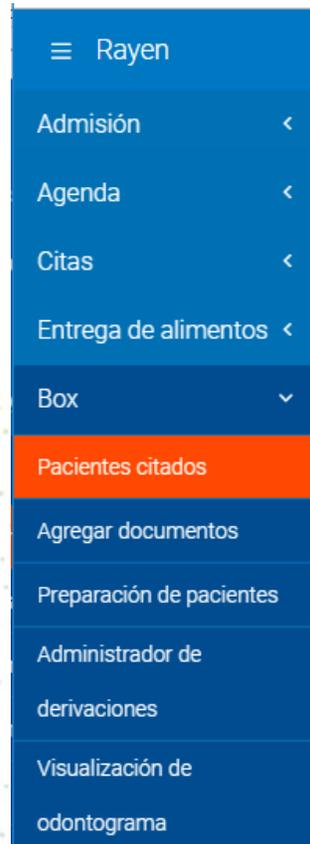 Rayen
Admisión
Agenda
Citas
Entrega de alimentos
Box
Pacientes citados
Agregar documentos
Preparación de pacientes
Administrador de
derivaciones
Visualización de
odontograma